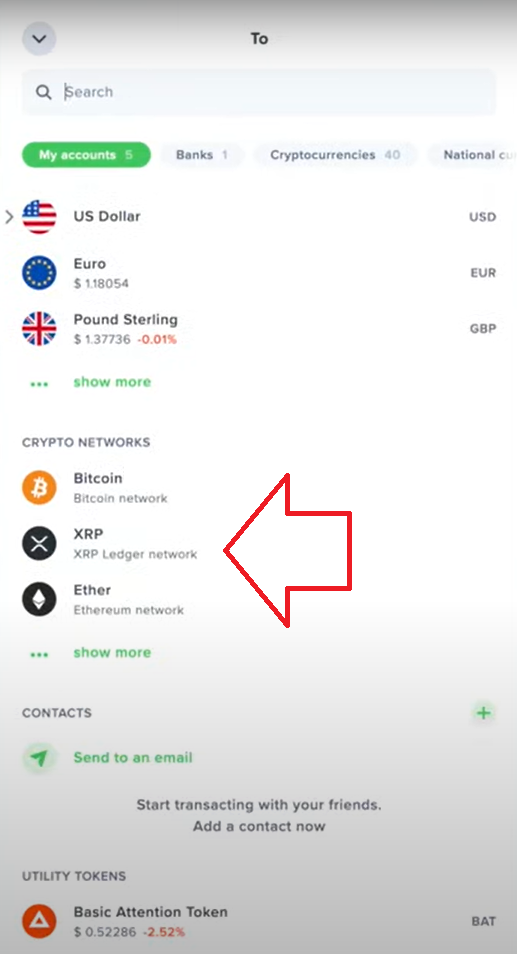 To
Search
My accounts 5 Banks 1 Cryptocurrencies 40 National cu
US Dollar USD
Euro EUR
$ 1.18054
Pound Sterling GBP
$ 1.37736 -0.01%
show more
CRYPTO NETWORKS
Bitcoin
Bitcoin network
XRP
XRP Ledger network
Ether
Ethereum network
show more
CONTACTS
Send to an email
Start transacting with your friends.
Add a contact now
UTILITY TOKENS
Basic Attention Token BAT
$ 0.52286 -2.52%